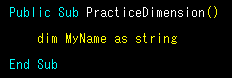 Public Sub PracticeDimension()
dim MyName as string
End Sub